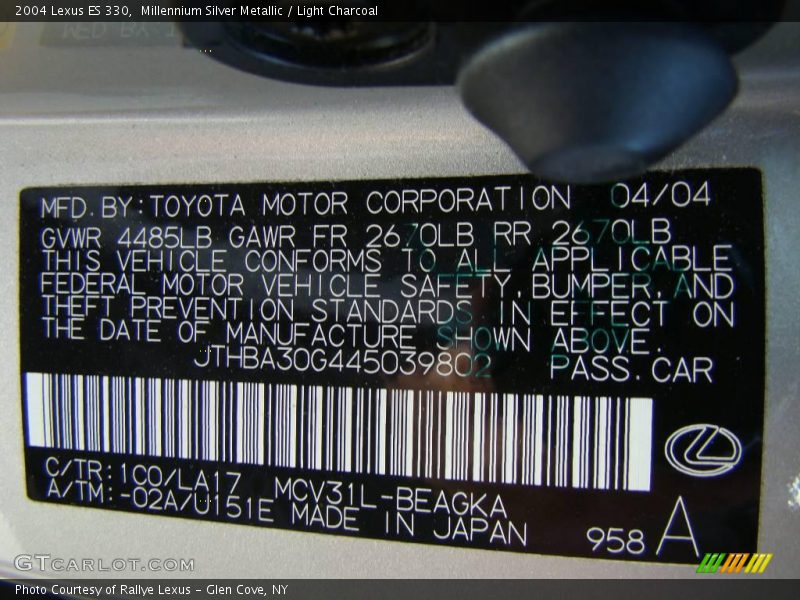 2004 Lexus ES 330,  Millennium Silver Metallic / Light Charcoal
MFD. BY: TOYOTA MOTOR CORPORATION 04/04
GVWR 4485LB GAWR FR 2670LB RR 2670LB
THIS VEHICLE CONFORMS TO ALL APPLICABLE
FEDERAL MOTOR VEHICLE SAFETY, BUMPER, AND
THEFT PREVENTION STANDARDS IN EFFECT ON
THE DATE OF MANUFACTURE SHOWN ABOVE.
JTHBA30G445039802 PASS. CAR
C/TR: 1C0/LA17 MCV31L-BEAGKA
A/TM: -02A/U151E MADE IN JAPAN 958 A
GTCARLOT.COM
Photo Courtesy of Rallye Lexus - Glen Cove, NY